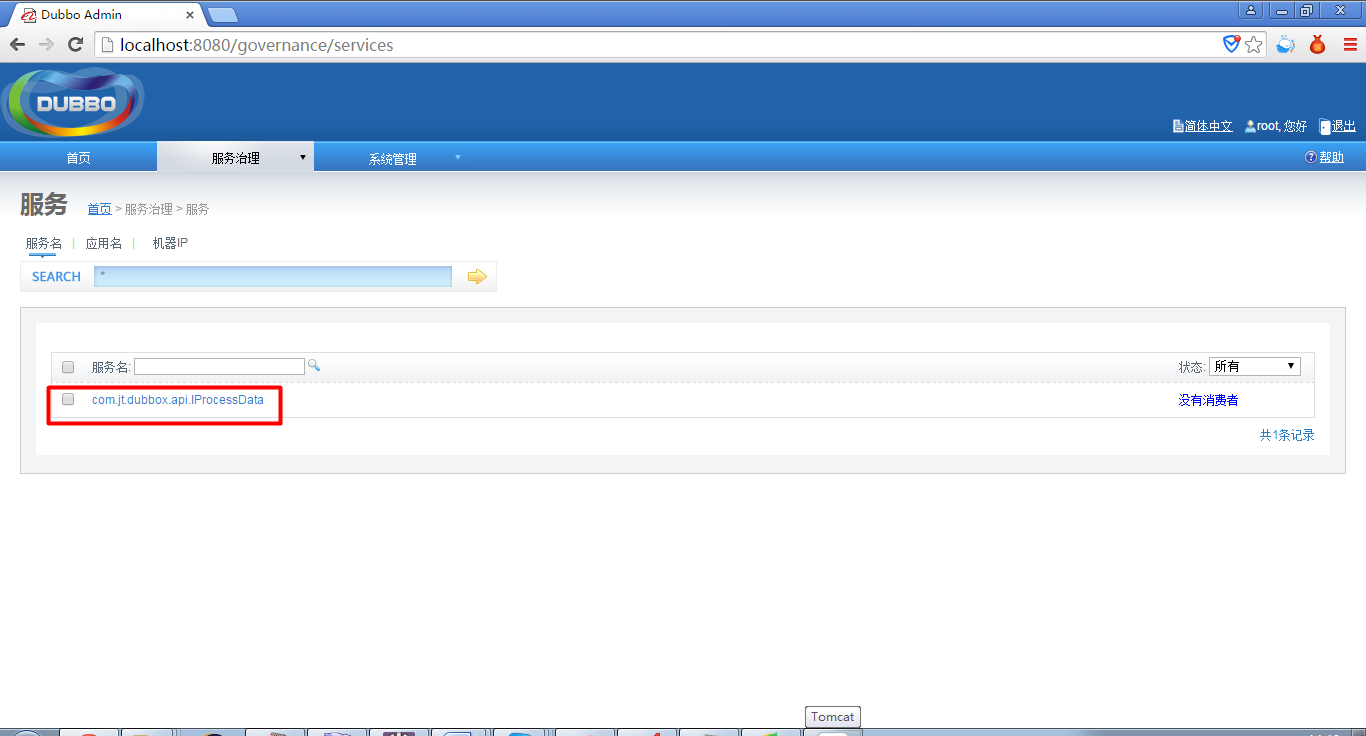 Dubbo Admin
localhost:8080/governance/services
DUBBO
简体中文 root, 您好 退出
首页 服务治理 系统管理 帮助
服务 首页 > 服务治理 > 服务
服务名 | 应用名 | 机器IP
SEARCH *
服务名: 状态: 所有
com.jt.dubbox.api.IProcessData 没有消费者
共1条记录
Tomcat